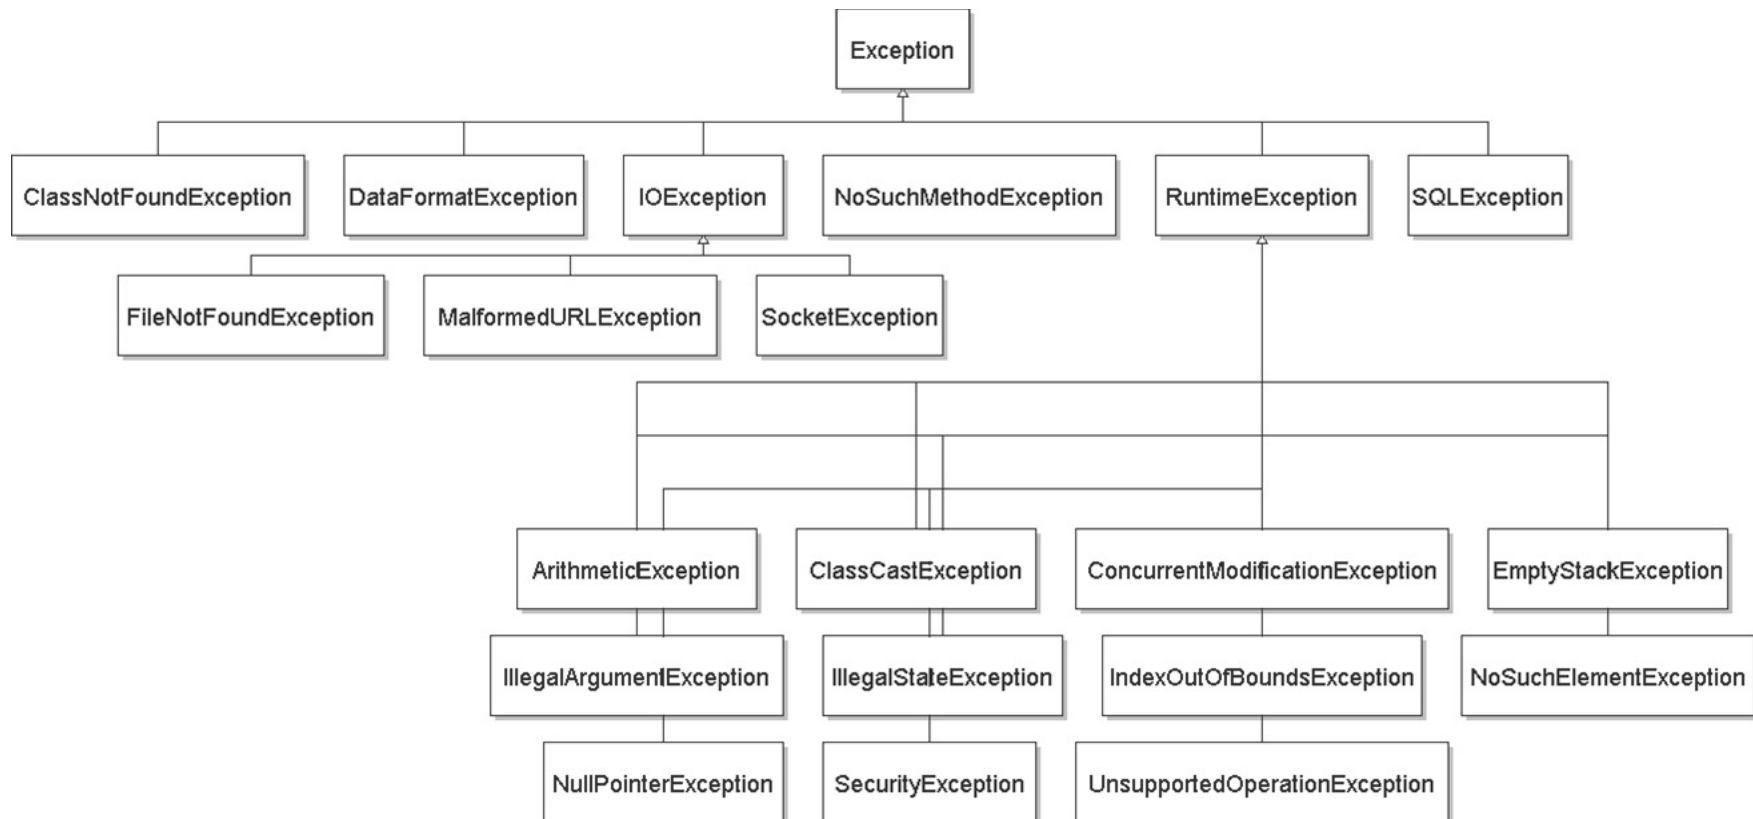 Exception
ClassNotFoundException
DataFormatException
IOException
NoSuchMethodException
RuntimeException
SQLException
FileNotFoundException
MalformedURLException
SocketException
ArithmeticException
ClassCastException
ConcurrentModificationException
EmptyStackException
IllegalArgumentException
IllegalStateException
IndexOutOfBoundsException
NoSuchElementException
NullPointerException
SecurityException
UnsupportedOperationException